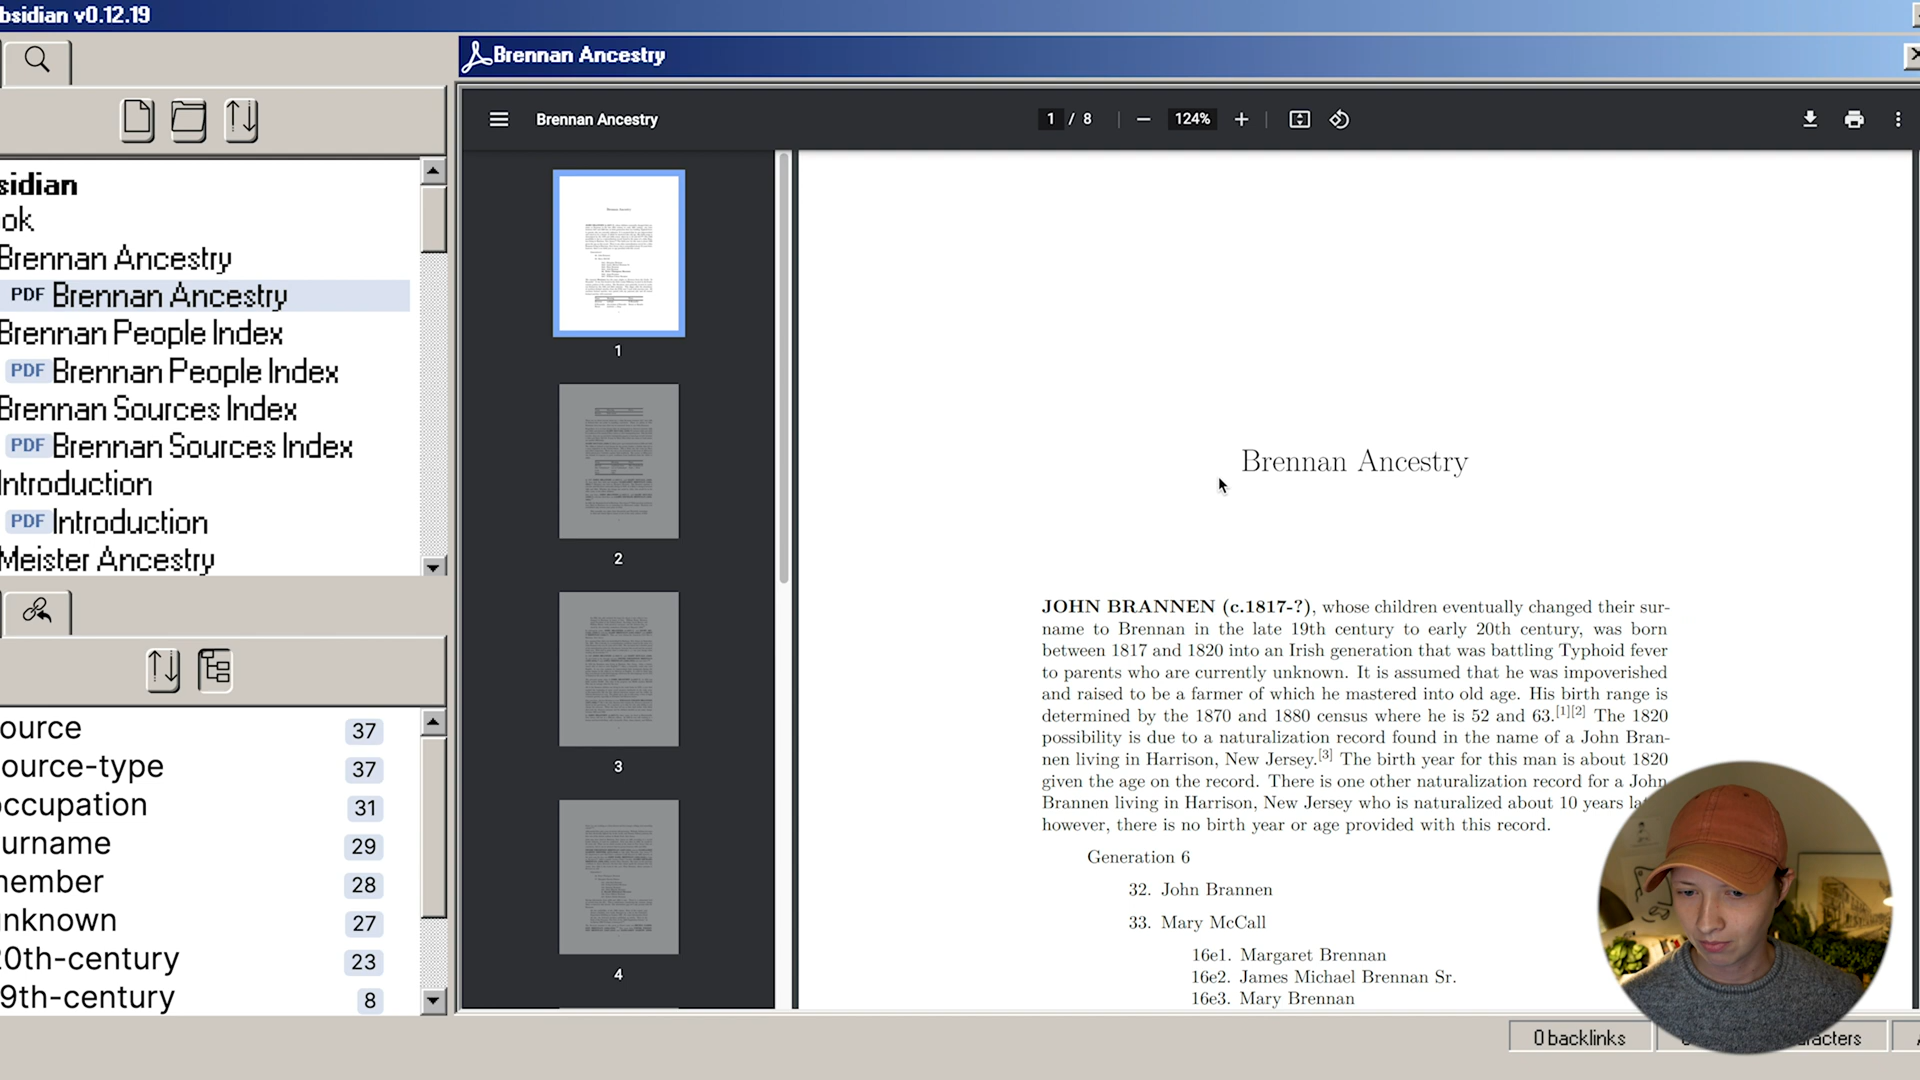 bsidian v0.12.19
Brennan Ancestry
Brennan Ancestry
1 / 8
124%
sidian
ok
Brennan Ancestry
PDF Brennan Ancestry
Brennan People Index
PDF Brennan People Index
Brennan Sources Index
PDF Brennan Sources Index
Introduction
PDF Introduction
Meister Ancestry
ource 37
ource-type 37
occupation 31
urname 29
member 28
unknown 27
20th-century 23
9th-century 8
1
2
3
4
Brennan Ancestry
JOHN BRANNEN (c.1817-?), whose children eventually changed their sur-
name to Brennan in the late 19th century to early 20th century, was born
between 1817 and 1820 into an Irish generation that was battling Typhoid fever
to parents who are currently unknown. It is assumed that he was impoverished
and raised to be a farmer of which he mastered into old age. His birth range is
determined by the 1870 and 1880 census where he is 52 and 63.[1][2] The 1820
possibility is due to a naturalization record found in the name of a John Bran-
nen living in Harrison, New Jersey.[3] The birth year for this man is about 1820
given the age on the record. There is one other naturalization record for a John
Brannen living in Harrison, New Jersey who is naturalized about 10 years la
however, there is no birth year or age provided with this record.
Generation 6
32. John Brannen
33. Mary McCall
16e1. Margaret Brennan
16e2. James Michael Brennan Sr.
16e3. Mary Brennan
0 backlinks
aracters